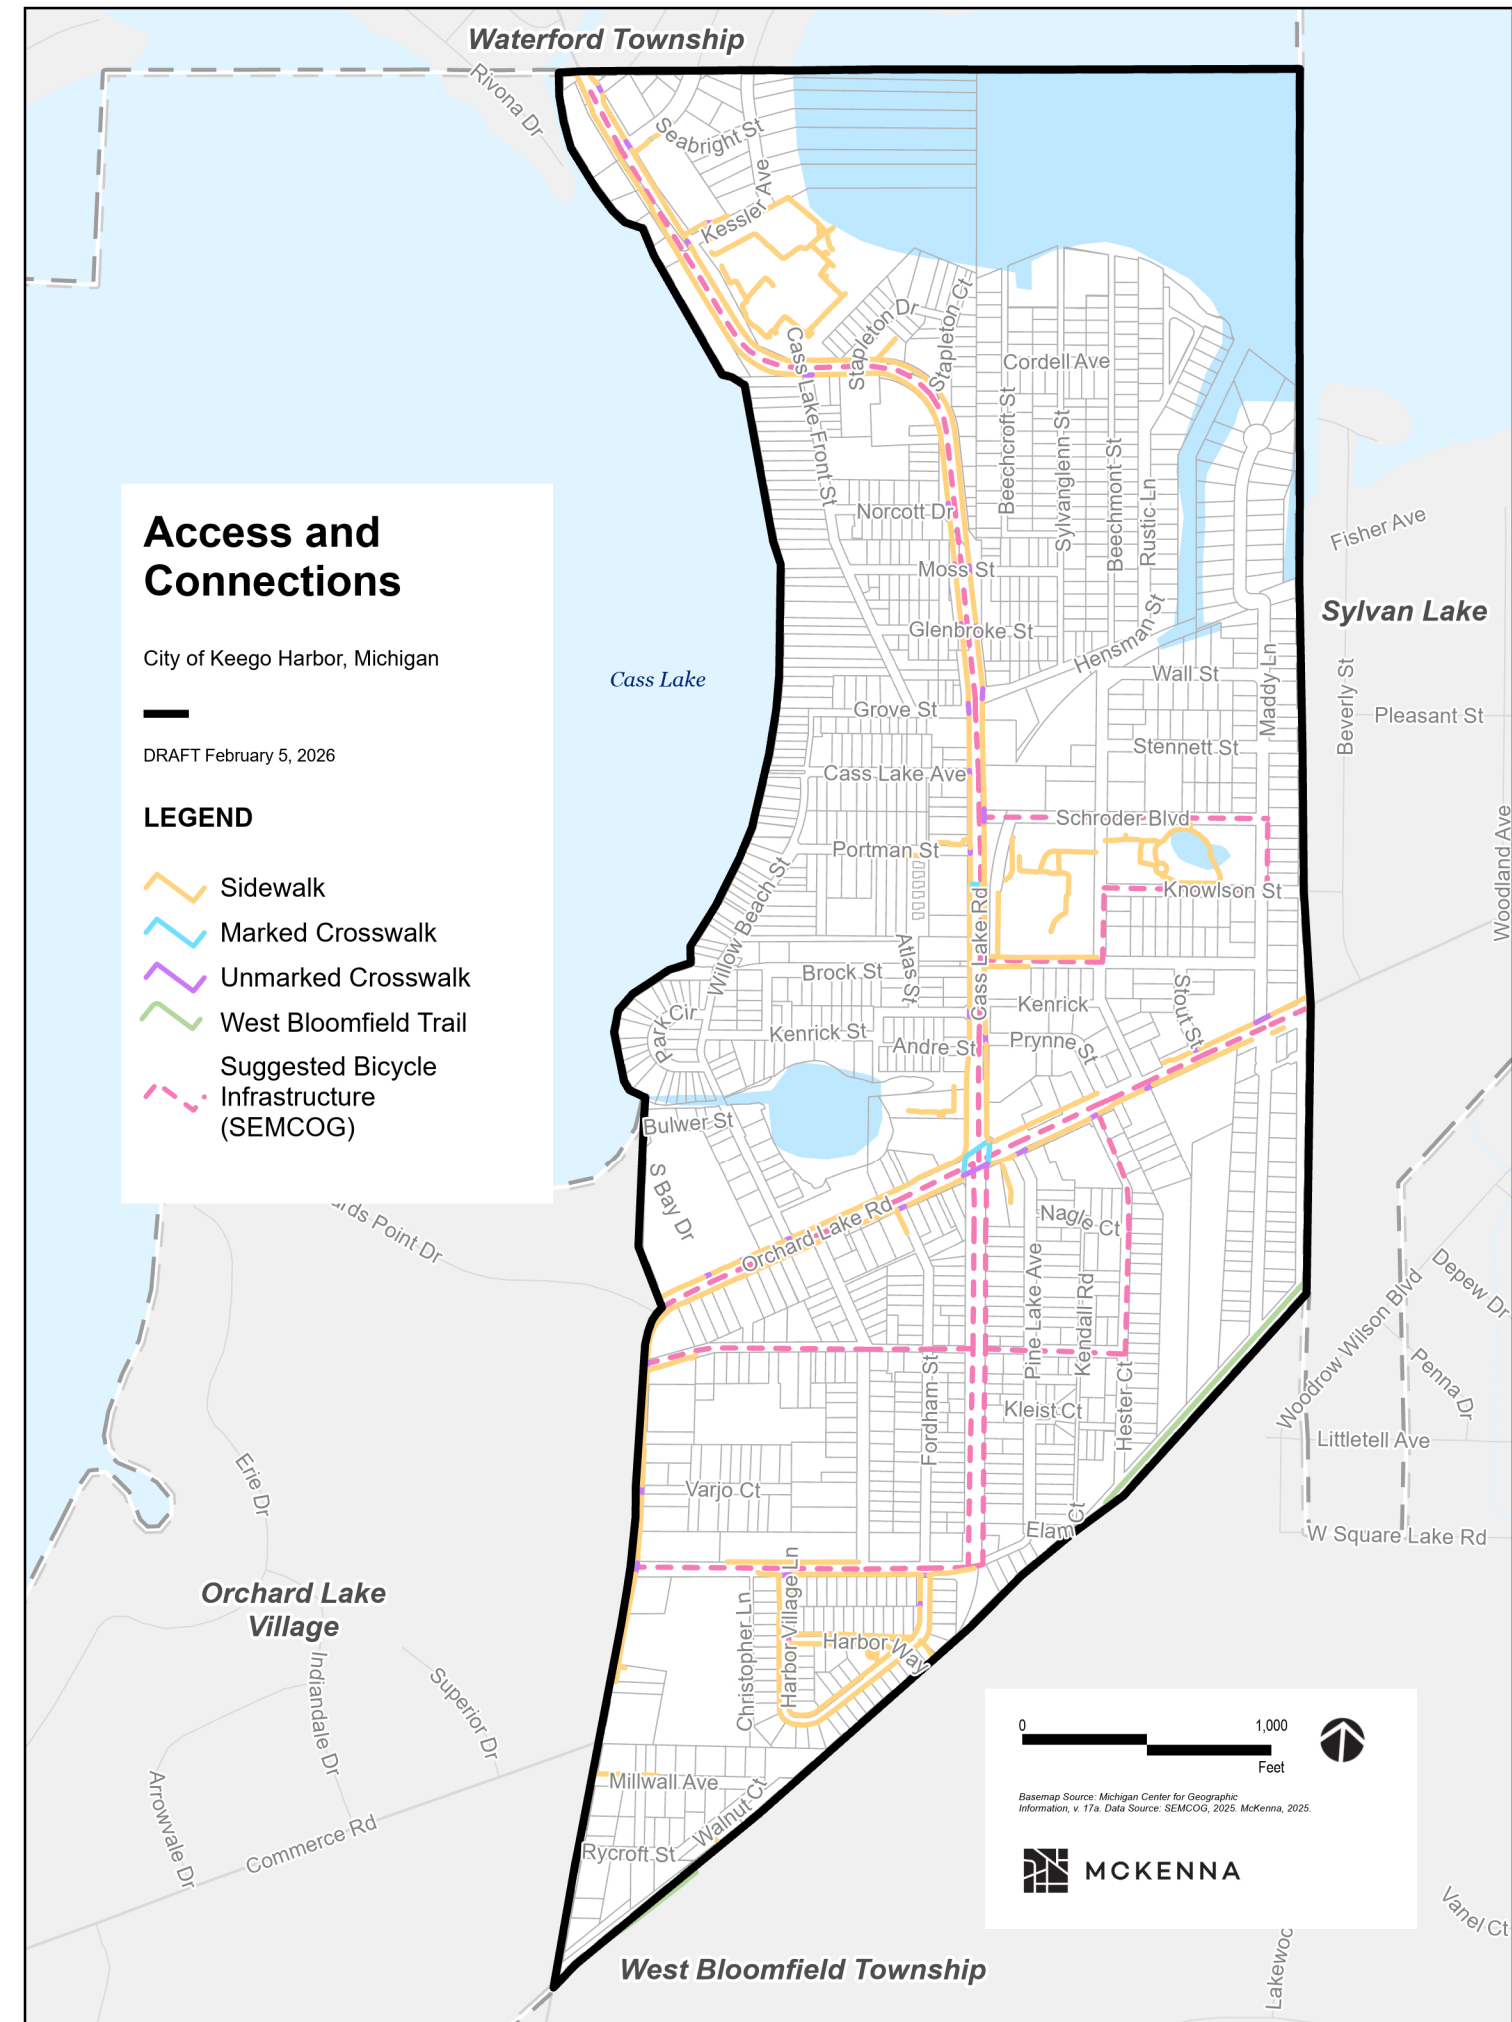 Waterford Township
Rivona Dr
Seabright St
Kessler Ave
Stapleton Dr
Stapleton Ct
Cass Lake Front St
Cordell Ave
Beechcroft St
Sylvanglenn St
Beechmont St
Rustic Ln
Norcott Dr
Moss St
Glenbroke St
Hensman St
Fisher Ave
Sylvan Lake
Access and
Connections
City of Keego Harbor, Michigan
DRAFT February 5, 2026
LEGEND
Sidewalk
Marked Crosswalk
Unmarked Crosswalk
West Bloomfield Trail
Suggested Bicycle
Infrastructure
(SEMCOG)
Cass Lake
Wall St
Maddy Ln
Beverly St
Pleasant St
Grove St
Stennett St
Cass Lake Ave
Schroder Blvd
Woodland Ave
Portman St
Willow Beach St
Knowlson St
Cass Lake Rd
Atlas St
Brock St
Kenrick
Stout St
Park Cir
Kenrick St
Andre St
Prynne St
Bulwer St
S Bay Dr
Orchard Lake Rd
Nagle Ct
ards Point Dr
Pine Lake Ave
Kendall Rd
Hester Ct
Fordham St
Kleist Ct
Woodrow Wilson Blvd
Depew Dr
Penna Dr
Littletell Ave
W Square Lake Rd
Erie Dr
Varjo Ct
Elam Ct
Orchard Lake
Village
Christopher Ln
Harbor Village Ln
Harbor Way
Indiandale Dr
Superior Dr
Arrowvale Dr
Commerce Rd
Millwall Ave
Walnut Ct
Rycroft St
0 1,000
Feet
Basemap Source: Michigan Center for Geographic
Information, v. 17a. Data Source: SEMCOG, 2025. McKenna, 2025.
MCKENNA
Vanel Ct
Lakewoo
West Bloomfield Township